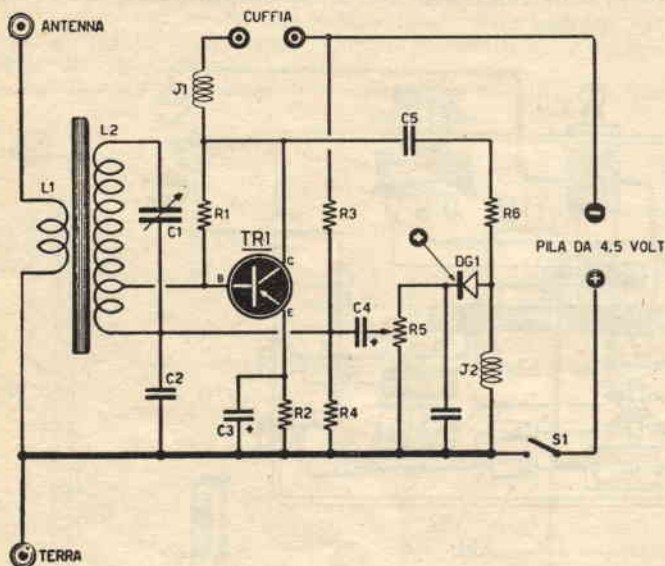 ANTENNA
CUFFIA
J1
L2
C5
L1
C1
R1
R3
R6
TR1
C
B
E
DG1
PILA DA 4.5 VOLT
C4
R5
J2
C2
C3
R2
R4
S1
TERRA